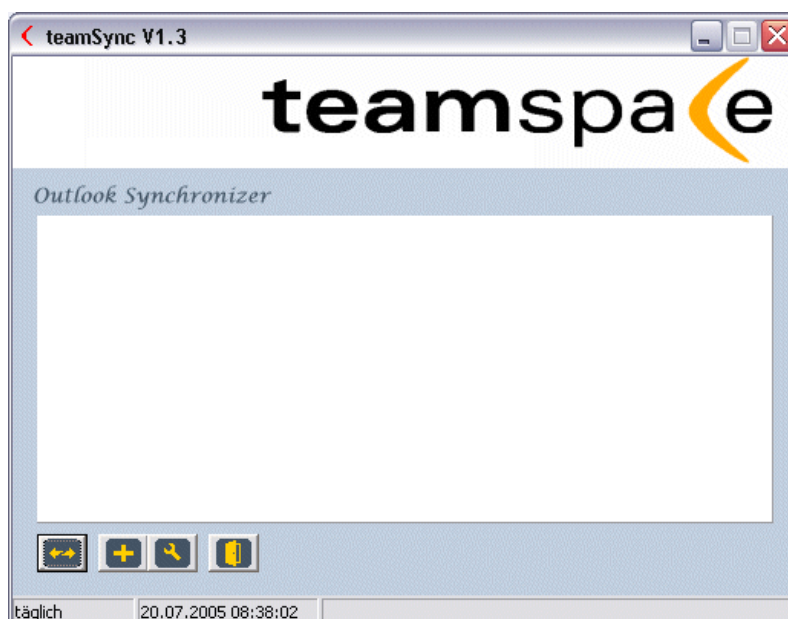 teamSync V1.3
teamspace
Outlook Synchronizer
täglich
20.07.2005 08:38:02